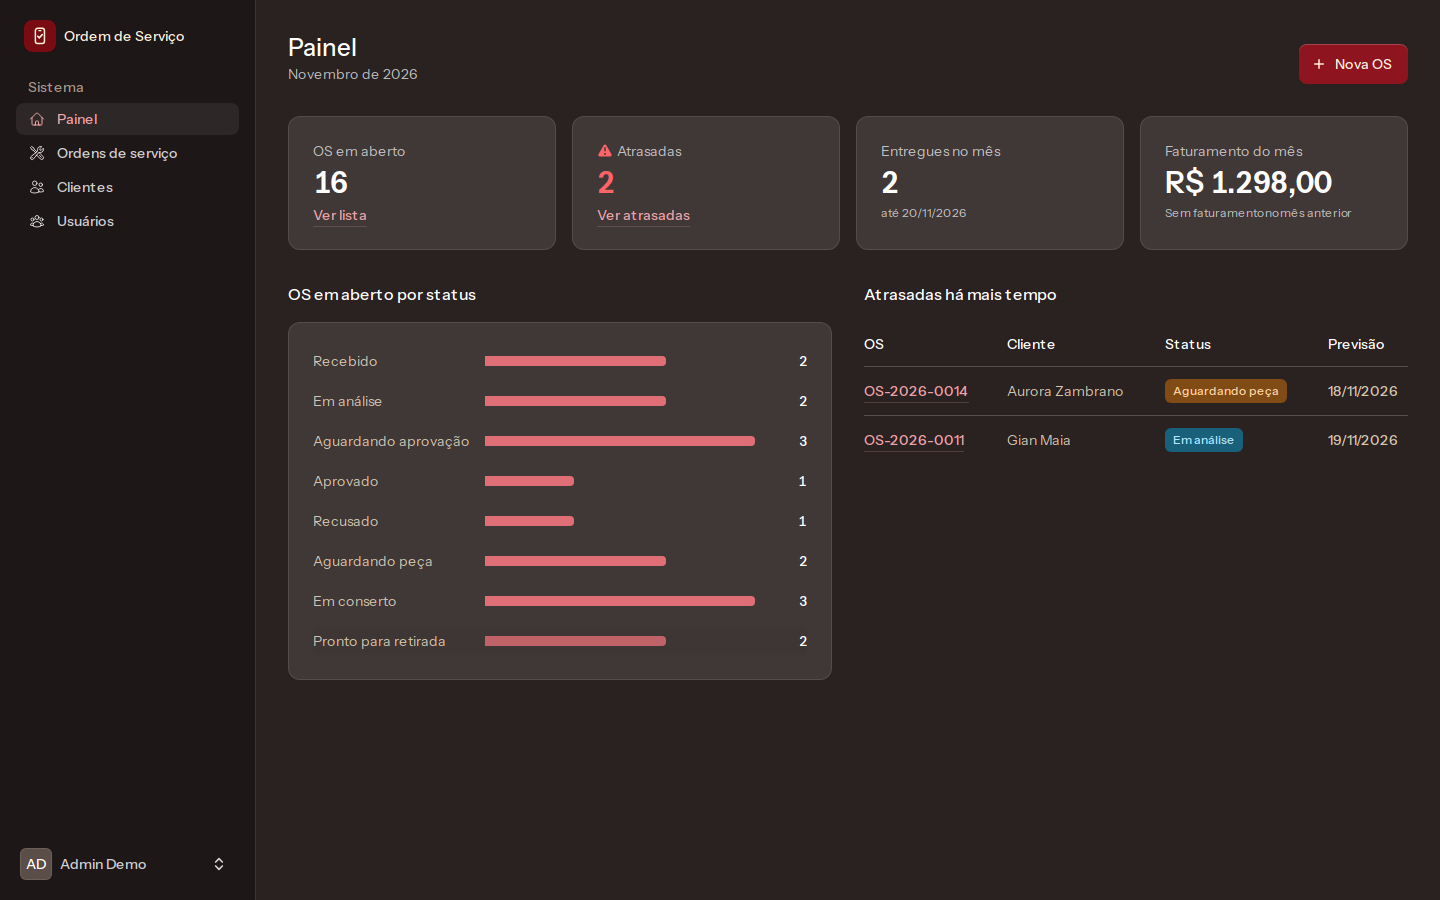 Ordem de Serviço
Sistema
Painel
Ordens de serviço
Clientes
Usuários
AD Admin Demo
Painel
Novembro de 2026
+ Nova OS
OS em aberto
16
Ver lista
Atrasadas
2
Ver atrasadas
Entregues no mês
2
até 20/11/2026
Faturamento do mês
R$ 1.298,00
Sem faturamento no mês anterior
OS em aberto por status
Recebido 2
Em análise 2
Aguardando aprovação 3
Aprovado 1
Recusado 1
Aguardando peça 2
Em conserto 3
Pronto para retirada 2
Atrasadas há mais tempo
OS Cliente Status Previsão
OS-2026-0014 Aurora Zambrano Aguardando peça 18/11/2026
OS-2026-0011 Gian Maia Em análise 19/11/2026